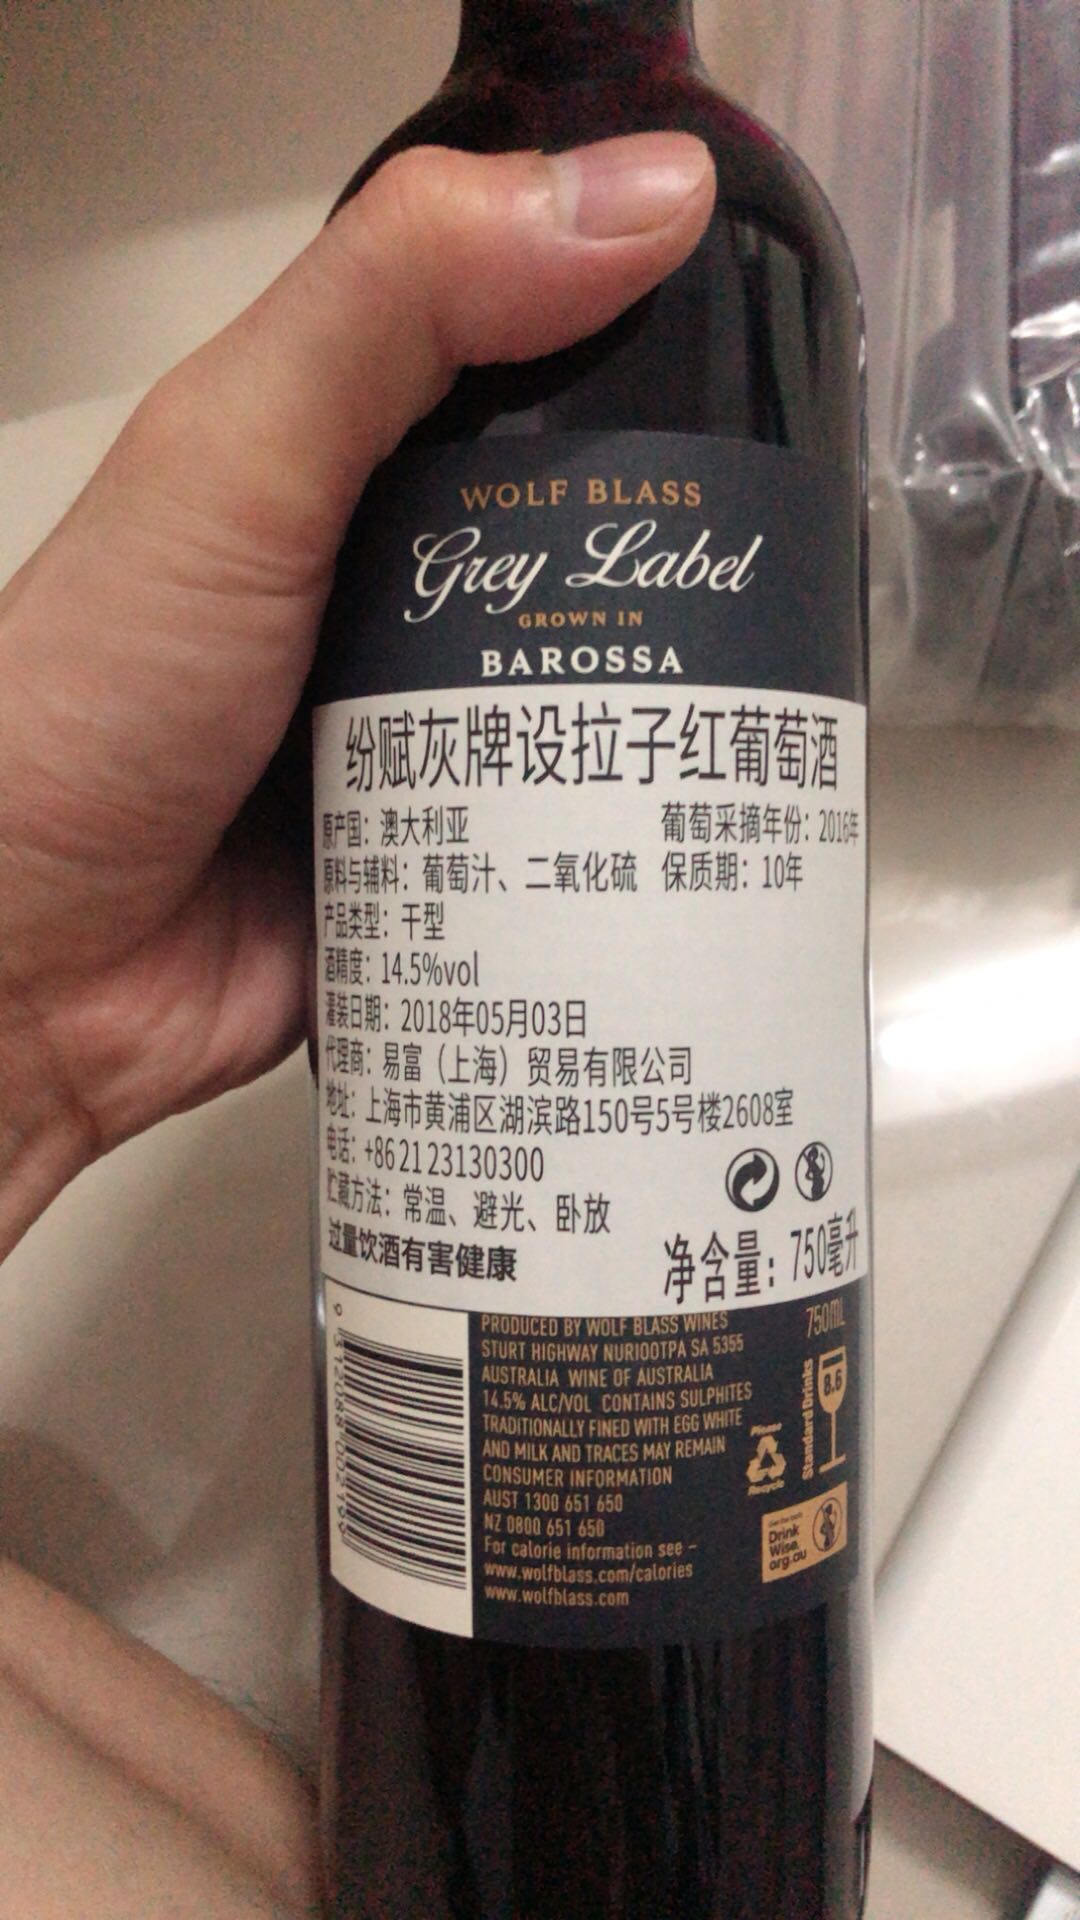 WOLF BLASS
Grey Label
GROWN IN
BAROSSA
纷赋灰牌设拉子红葡萄酒
原产国：澳大利亚 葡萄采摘年份：2016年
原料与辅料：葡萄汁、二氧化硫 保质期：10年
产品类型：干型
酒精度：14.5%vol
灌装日期：2018年05月03日
代理商：易富（上海）贸易有限公司
地址：上海市黄浦区湖滨路150号5号楼2608室
电话：+86 21 23130300
贮藏方法：常温、避光、卧放
过量饮酒有害健康
净含量：750毫升
PRODUCED BY WOLF BLASS WINES
STURT HIGHWAY NURIOOTPA SA 5355
AUSTRALIA WINE OF AUSTRALIA
14.5% ALC/VOL CONTAINS SULPHITES
TRADITIONALLY FINED WITH EGG WHITE
AND MILK AND TRACES MAY REMAIN
CONSUMER INFORMATION
AUST 1300 651 650
NZ 0800 651 650
For calorie information see –
www.wolfblass.com/calories
www.wolfblass.com
750mL
8.6
Standard Drinks
Please
Recycle
Get the facts
Drink
Wise.
org.au